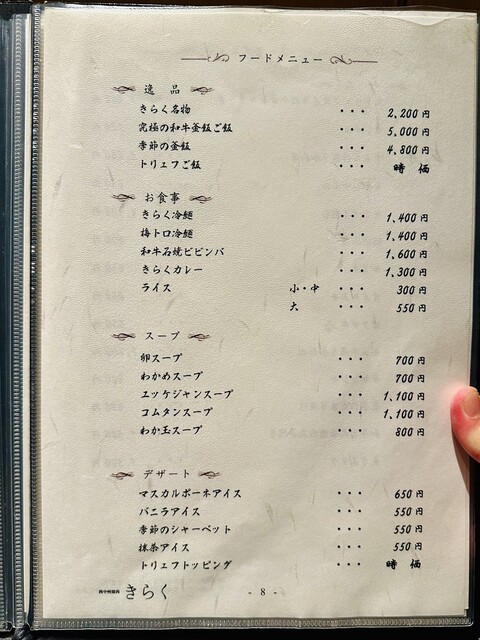 フードメニュー
逸品
きらく名物 ・・・ 2,200円
究極の和牛釜飯ご飯 ・・・ 5,000円
季節の釜飯 ・・・ 4,800円
トリュフご飯 ・・・ 時価
お食事
きらく冷麺 ・・・ 1,400円
梅トロ冷麺 ・・・ 1,400円
和牛石焼ビビンバ ・・・ 1,600円
きらくカレー ・・・ 1,300円
ライス 小・中 ・・・ 300円
大 ・・・ 550円
スープ
卵スープ ・・・ 700円
わかめスープ ・・・ 700円
ユッケジャンスープ ・・・ 1,100円
コムタンスープ ・・・ 1,100円
わか玉スープ ・・・ 800円
デザート
マスカルポーネアイス ・・・ 650円
バニラアイス ・・・ 550円
季節のシャーベット ・・・ 550円
抹茶アイス ・・・ 550円
トリュフトッピング ・・・ 時価
きらく
- 8 -